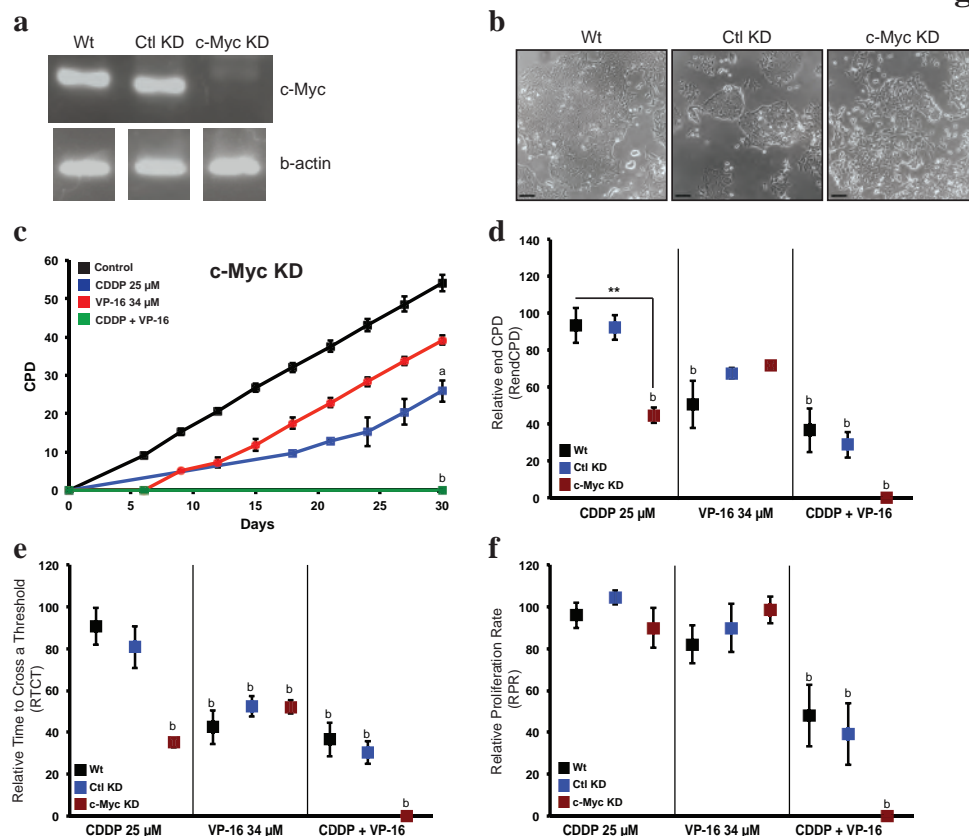 a
Wt Ctl KD c-Myc KD
c-Myc
b-actin
b
Wt Ctl KD c-Myc KD
c
c-Myc KD
Control
CDDP 25 µM
VP-16 34 µM
CDDP + VP-16
CPD
60
50
40
30
20
10
0
a
b
0 5 10 15 21 25 30
Days
d
Relative end CPD
(RendCPD)
140
120
100
80
60
40
20
0
**
b
b
b
b
b
Wt
Ctl KD
c-Myc KD
CDDP 25 µM VP-16 34 µM CDDP + VP-16
e
Relative Time to Cross a Threshold
(RTCT)
120
100
80
60
40
20
0
b
b
b
b
b
b
b
Wt
Ctl KD
c-Myc KD
CDDP 25 µM VP-16 34 µM CDDP + VP-16
f
Relative Proliferation Rate
(RPR)
120
100
80
60
40
20
0
b
b
b
Wt
Ctl KD
c-Myc KD
CDDP 25 µM VP-16 34 µM CDDP + VP-16